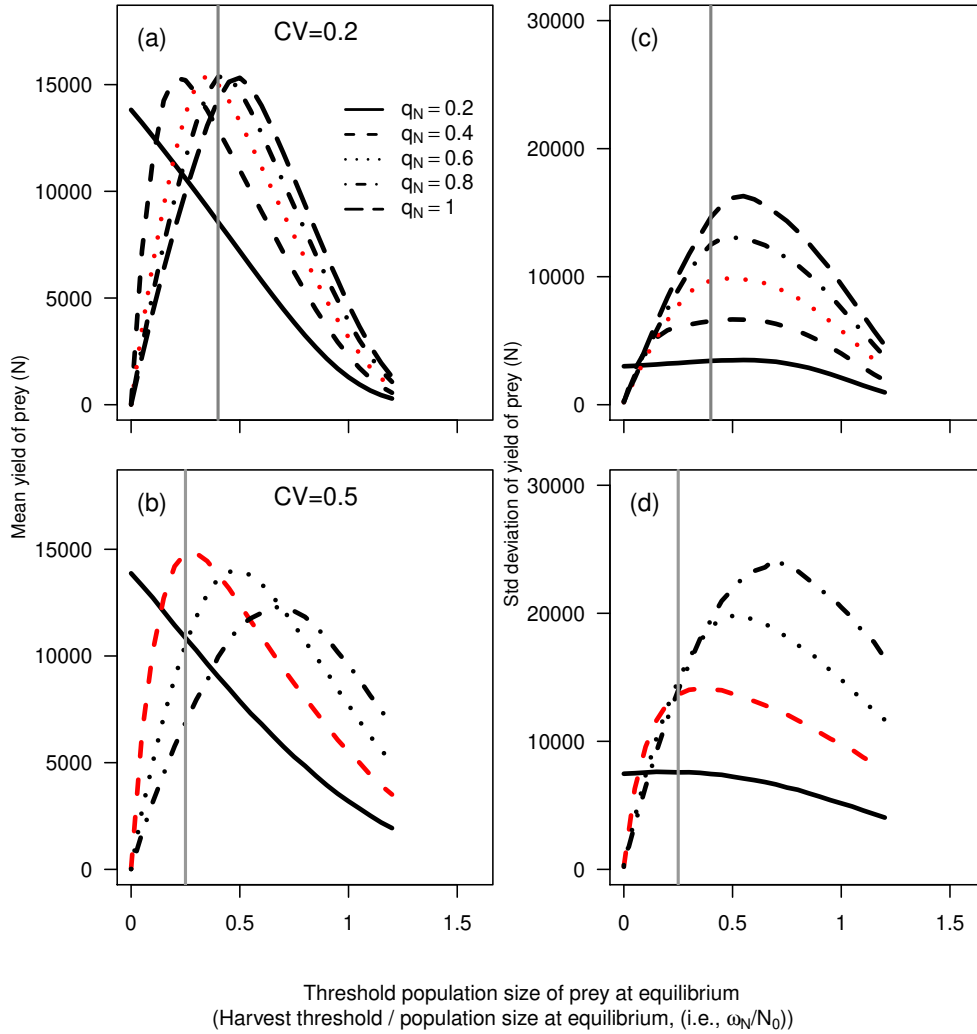 (a)
CV=0.2
q_N = 0.2
q_N = 0.4
q_N = 0.6
q_N = 0.8
q_N = 1
15000
10000
5000
0
Mean yield of prey (N)
(c)
30000
20000
10000
0
Std deviation of yield of prey (N)
(b)
CV=0.5
15000
10000
5000
0
0 0.5 1 1.5
(d)
30000
20000
10000
0
0 0.5 1 1.5
Threshold population size of prey at equilibrium
(Harvest threshold / population size at equilibrium, (i.e., ω_N/N_0))